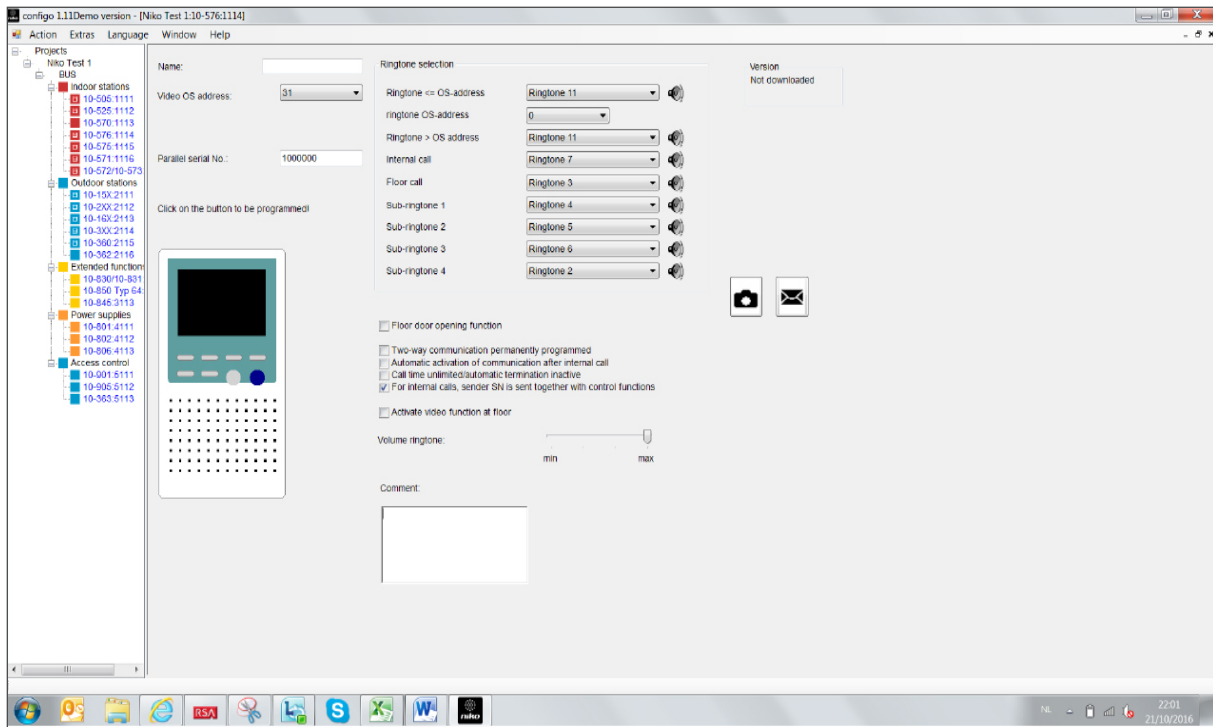 configo 1.11Demo version - [Niko Test 1:10-576:1114]
Action Extras Language Window Help
Projects
Niko Test 1
BUS
Indoor stations
10-505:1111
10-525:1112
10-570:1113
10-576:1114
10-575:1115
10-571:1116
10-572/10-573
Outdoor stations
10-15X:2111
10-2XX:2112
10-16X:2113
10-3XX:2114
10-360:2115
10-362:2116
Extended function
10-830/10-831
10-850 Typ 64:
10-845:3113
Power supplies
10-801:4111
10-802:4112
10-806:4113
Access control
10-901:5111
10-905:5112
10-363:5113
Name:
Video OS address: 31
Parallel serial No.: 1000000
Click on the button to be programmed!
Ringtone selection
Ringtone <= OS-address Ringtone 11
ringtone OS-address 0
Ringtone > OS address Ringtone 11
Internal call Ringtone 7
Floor call Ringtone 3
Sub-ringtone 1 Ringtone 4
Sub-ringtone 2 Ringtone 5
Sub-ringtone 3 Ringtone 6
Sub-ringtone 4 Ringtone 2
Floor door opening function
Two-way communication permanently programmed
Automatic activation of communication after internal call
Call time unlimited/automatic termination inactive
For internal calls, sender SN is sent together with control functions
Activate video function at floor
Volume ringtone:
min max
Comment:
Version
Not downloaded
RSA
niko
NL
22:01
21/10/2016